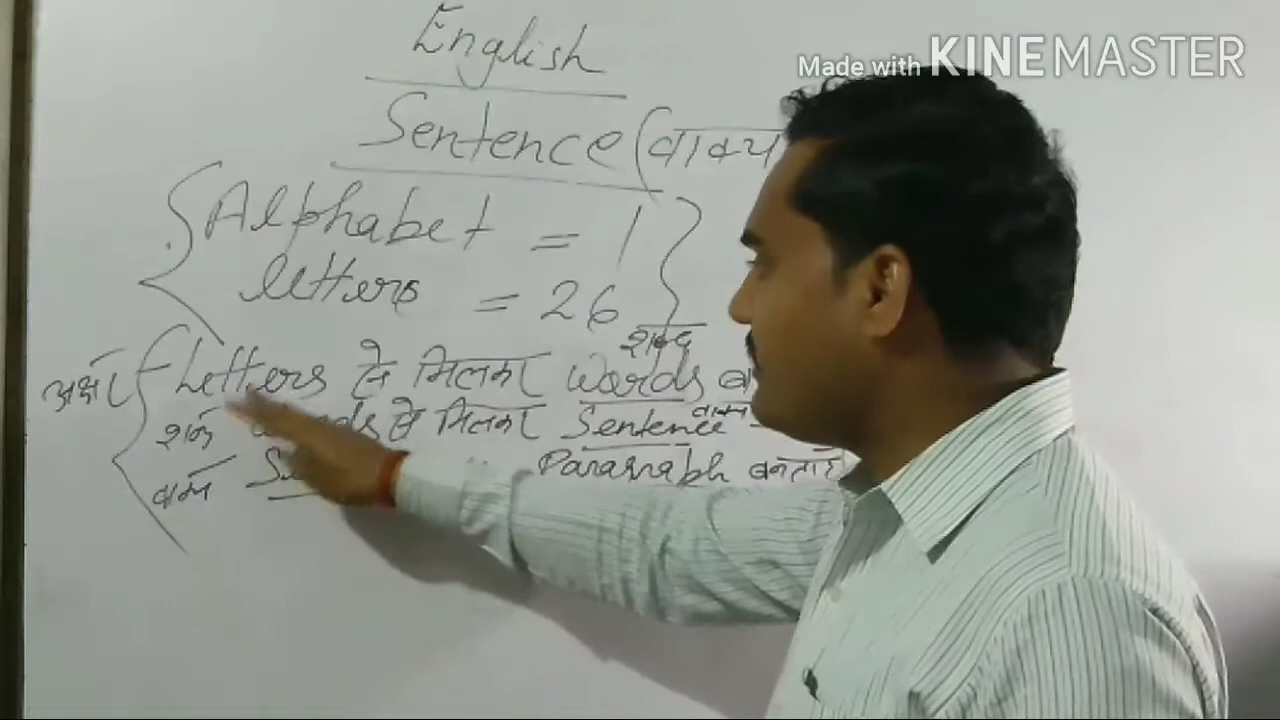 Made with KINEMASTER
English
Sentence (वाक्य
Alphabet = 1
letters = 26
शब्द
अक्षर Letters से मिलकर words
शब्द से मिलकर Sentence वाक्य
वाक्य Paragraph बनता है